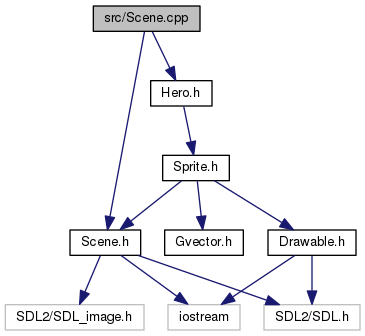 src/Scene.cpp
Hero.h
Sprite.h
Scene.h
Gvector.h
Drawable.h
SDL2/SDL_image.h
iostream
SDL2/SDL.h